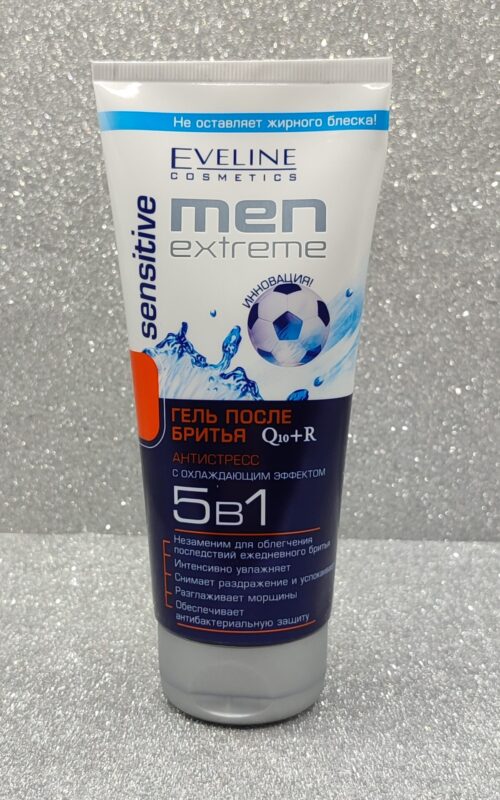 Не оставляет жирного блеска!
EVELINE
COSMETICS
sensitive
men
extreme
ИННОВАЦИЯ!
ГЕЛЬ ПОСЛЕ
БРИТЬЯ Q10+R
АНТИСТРЕСС
С ОХЛАЖДАЮЩИМ ЭФФЕКТОМ
5В1
Незаменим для облегчения
последствий ежедневного бритья
Интенсивно увлажняет
Снимает раздражение и успокаивает
Разглаживает морщины
Обеспечивает
антибактериальную защиту